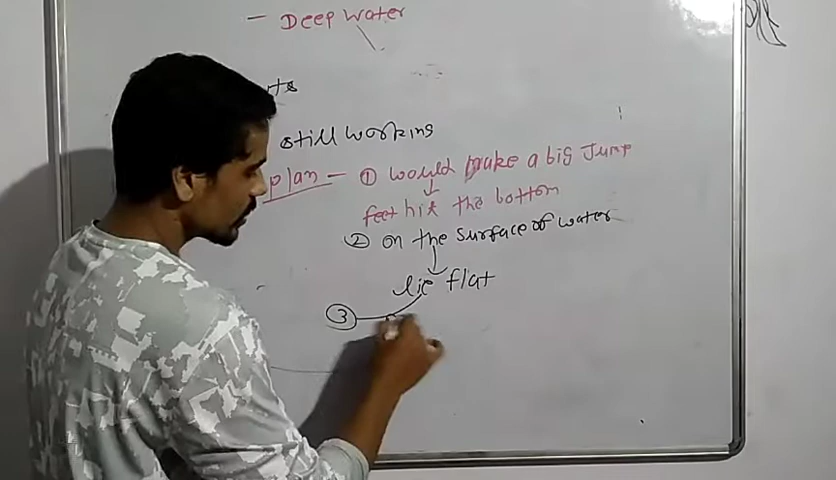 - Deep water
rts
still working
plan - ① would make a big Jump
feet hit the bottom
② on the surface of water
lie flat
③